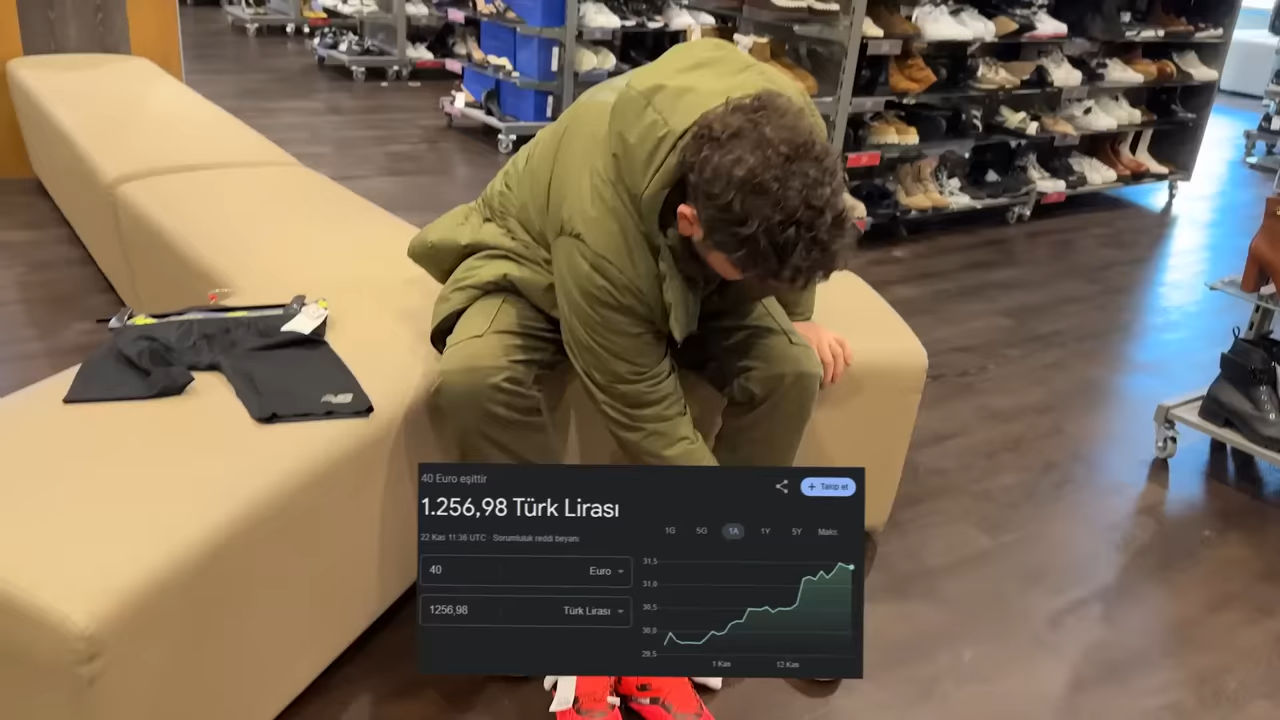 40 Euro eşittir
1.256,98 Türk Lirası
22 Kas 11:36 UTC · Sorumluluk reddi beyanı
+ Takip et
40 Euro
1256,98 Türk Lirası
1G 5G 1A 1Y 5Y Maks.
31,5
31,0
30,5
30,0
29,5
1 Kas 12 Kas